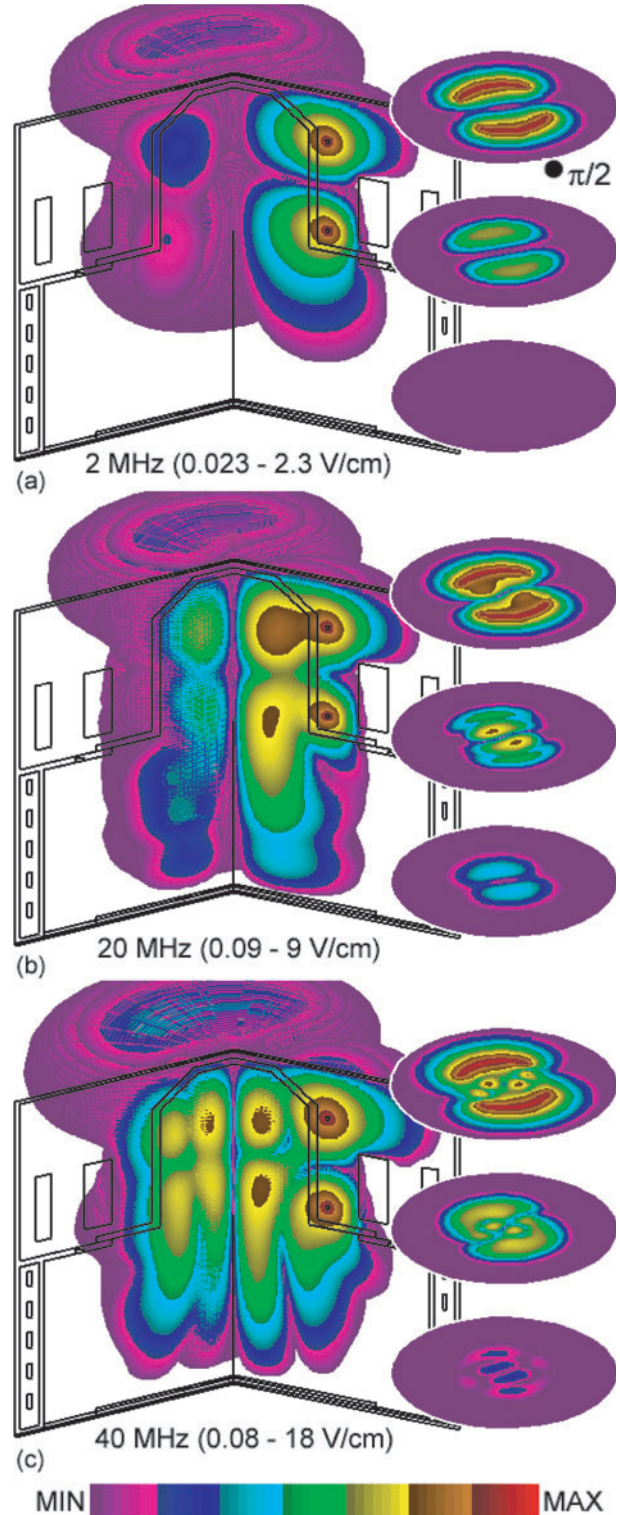 π/2
2 MHz (0.023 - 2.3 V/cm)
(a)
20 MHz (0.09 - 9 V/cm)
(b)
40 MHz (0.08 - 18 V/cm)
(c)
MIN MAX